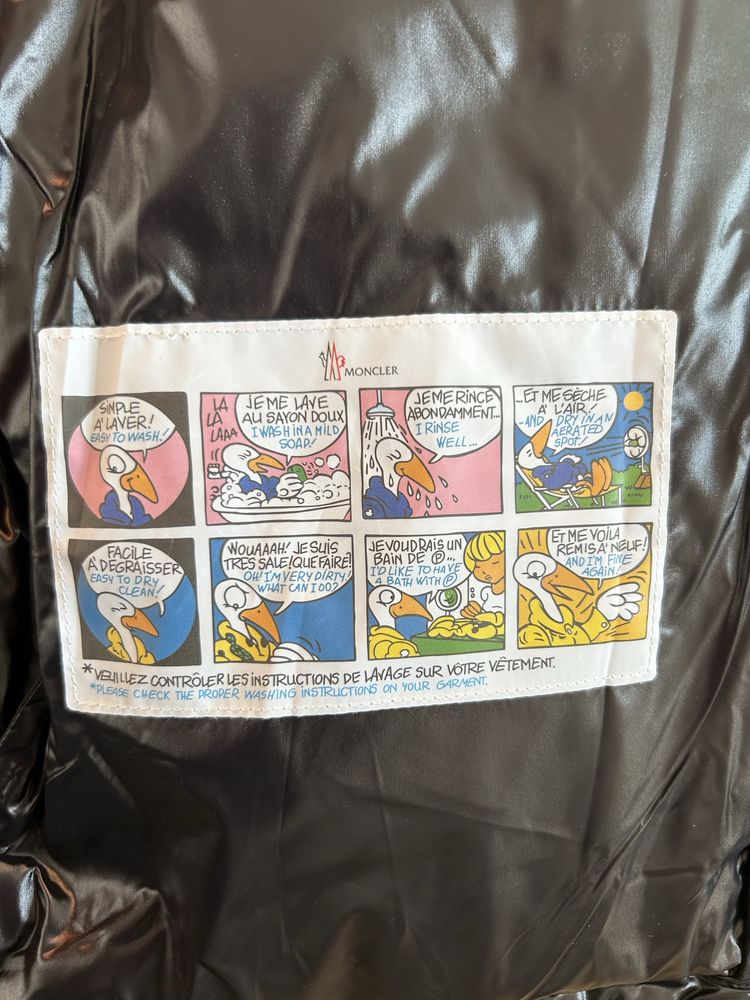 MONCLER
SIMPLE
A' LAVER!
EASY TO WASH!
LA
LA
LAAA
JE ME LAVE
AU SAVON DOUX
I WASH IN A MILD
SOAP!
JE ME RINCE
ABONDAMMENT...
I RINSE
WELL...
...ET ME SÈCHE
A' L'AIR!
...AND DRY IN AN
AERATED
SPOT!
FACILE
A' DÉGRAISSER
EASY TO DRY
CLEAN!
WOUAAAH! JE SUIS
TRES SALE! QUE FAIRE!
OH! I'M VERY DIRTY!
WHAT CAN I DO?
JE VOUDRAIS UN
BAIN DE Ⓟ...
I'D LIKE TO HAVE
A BATH WITH Ⓟ
ET ME VOILA
REMIS A' NEUF!
AND I'M FINE
AGAIN!
*VEUILLEZ CONTRÔLER LES INSTRUCTIONS DE LAVAGE SUR VÔTRE VÊTEMENT.
*PLEASE CHECK THE PROPER WASHING INSTRUCTIONS ON YOUR GARMENT.